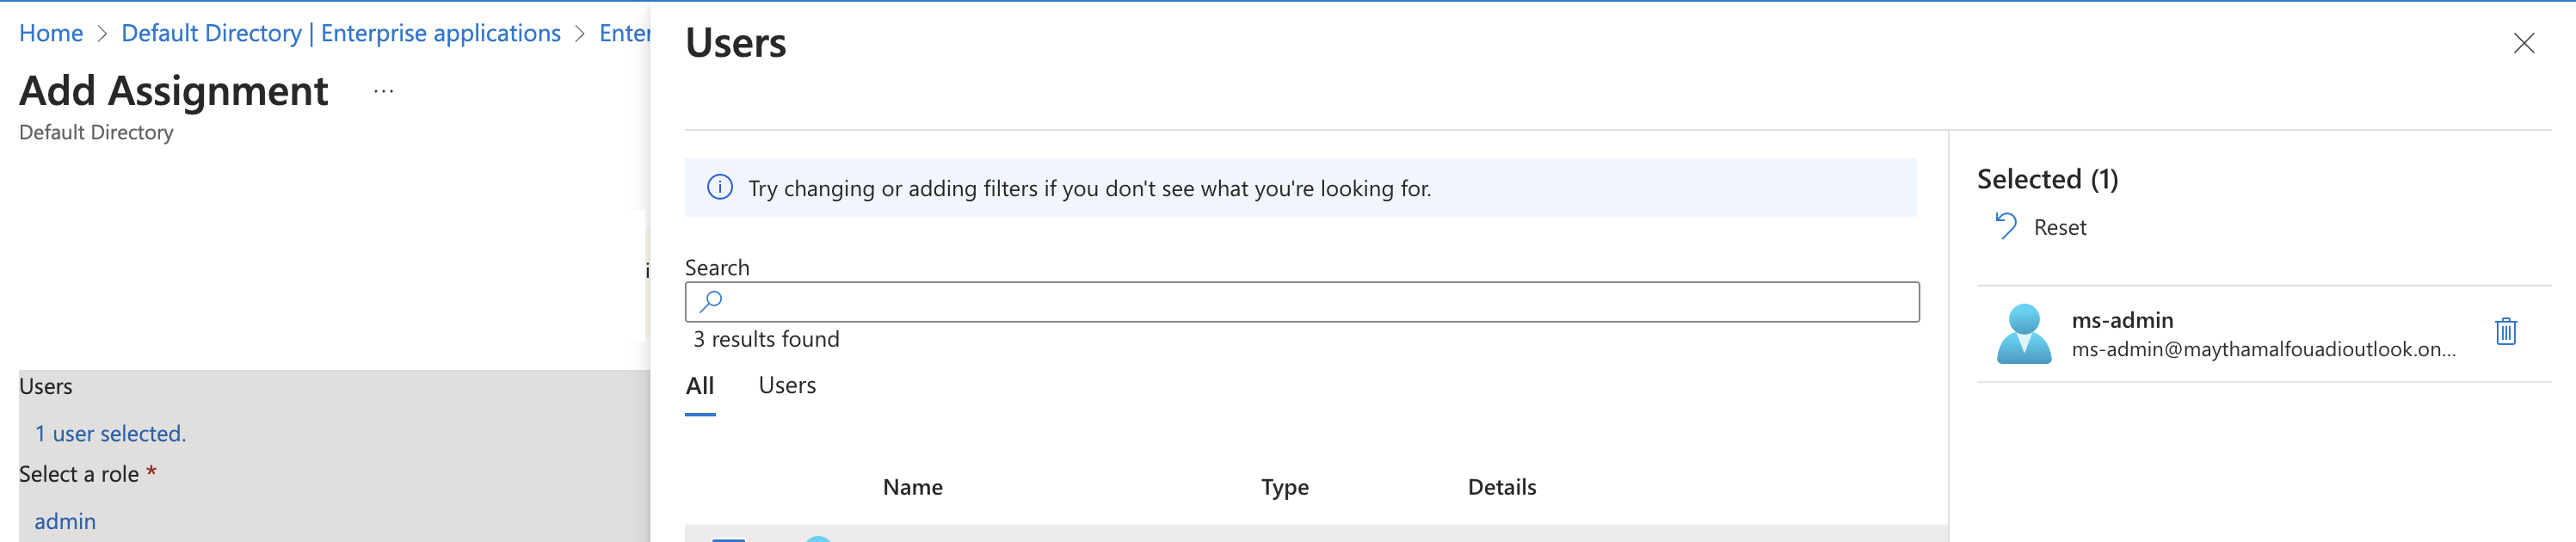 Home > Default Directory | Enterprise applications > Enter
Add Assignment ...
Default Directory
i
Users
1 user selected.
Select a role *
admin
Users
Try changing or adding filters if you don't see what you're looking for.
Search
3 results found
All Users
Name Type Details
Selected (1)
Reset
ms-admin
ms-admin@maythamalfouadioutlook.on...